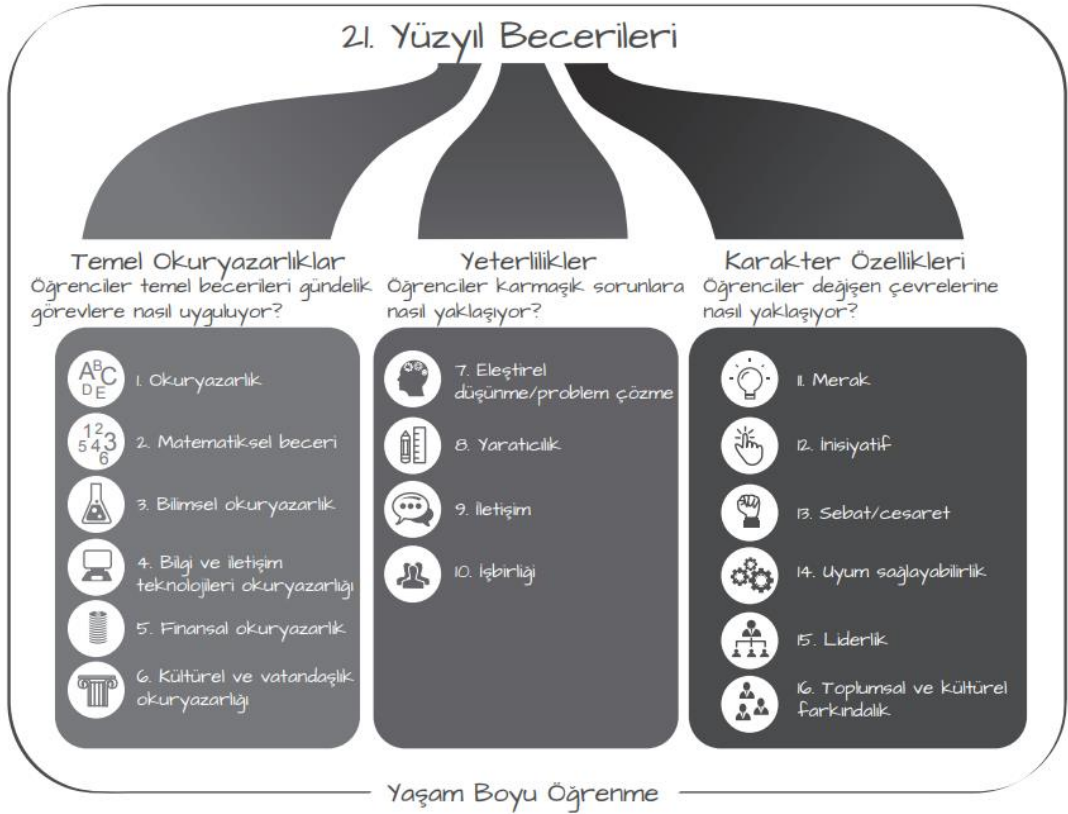 21. Yüzyıl Becerileri
Temel Okuryazarlıklar
Öğrenciler temel becerileri gündelik
görevlere nasıl uyguluyor?
ABC
DE
123
546
1. Okuryazarlık
2. Matematiksel beceri
3. Bilimsel okuryazarlık
4. Bilgi ve iletişim
teknolojileri okuryazarlığı
5. Finansal okuryazarlık
6. Kültürel ve vatandaşlık
okuryazarlığı
Yeterlilikler
Öğrenciler karmaşık sorunlara
nasıl yaklaşıyor?
7. Eleştirel
düşünme/problem çözme
8. Yaratıcılık
9. İletişim
10. İşbirliği
Karakter Özellikleri
Öğrenciler değişen çevrelerine
nasıl yaklaşıyor?
11. Merak
12. İnisiyatif
13. Sebat/cesaret
14. Uyum sağlayabilirlik
15. Liderlik
16. Toplumsal ve kültürel
farkındalık
Yaşam Boyu Öğrenme